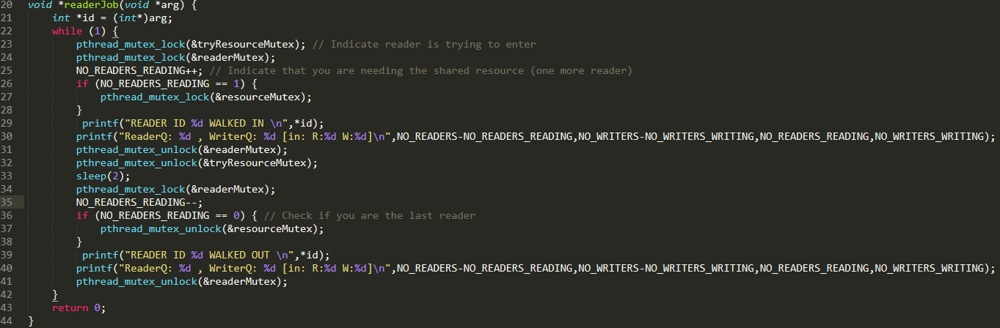 20 void *readerJob(void *arg) {
21     int *id = (int*)arg;
22     while (1) {
23         pthread_mutex_lock(&tryResourceMutex); // Indicate reader is trying to enter
24         pthread_mutex_lock(&readerMutex);
25         NO_READERS_READING++; // Indicate that you are needing the shared resource (one more reader)
26         if (NO_READERS_READING == 1) {
27             pthread_mutex_lock(&resourceMutex);
28         }
29          printf("READER ID %d WALKED IN \n",*id);
30         printf("ReaderQ: %d , WriterQ: %d [in: R:%d W:%d]\n",NO_READERS-NO_READERS_READING,NO_WRITERS-NO_WRITERS_WRITING,NO_READERS_READING,NO_WRITERS_WRITING);
31         pthread_mutex_unlock(&readerMutex);
32         pthread_mutex_unlock(&tryResourceMutex);
33         sleep(2);
34         pthread_mutex_lock(&readerMutex);
35         NO_READERS_READING--;
36         if (NO_READERS_READING == 0) { // Check if you are the last reader
37             pthread_mutex_unlock(&resourceMutex);
38         }
39          printf("READER ID %d WALKED OUT \n",*id);
40         printf("ReaderQ: %d , WriterQ: %d [in: R:%d W:%d]\n",NO_READERS-NO_READERS_READING,NO_WRITERS-NO_WRITERS_WRITING,NO_READERS_READING,NO_WRITERS_WRITING);
41         pthread_mutex_unlock(&readerMutex);
42     }
43     return 0;
44 }